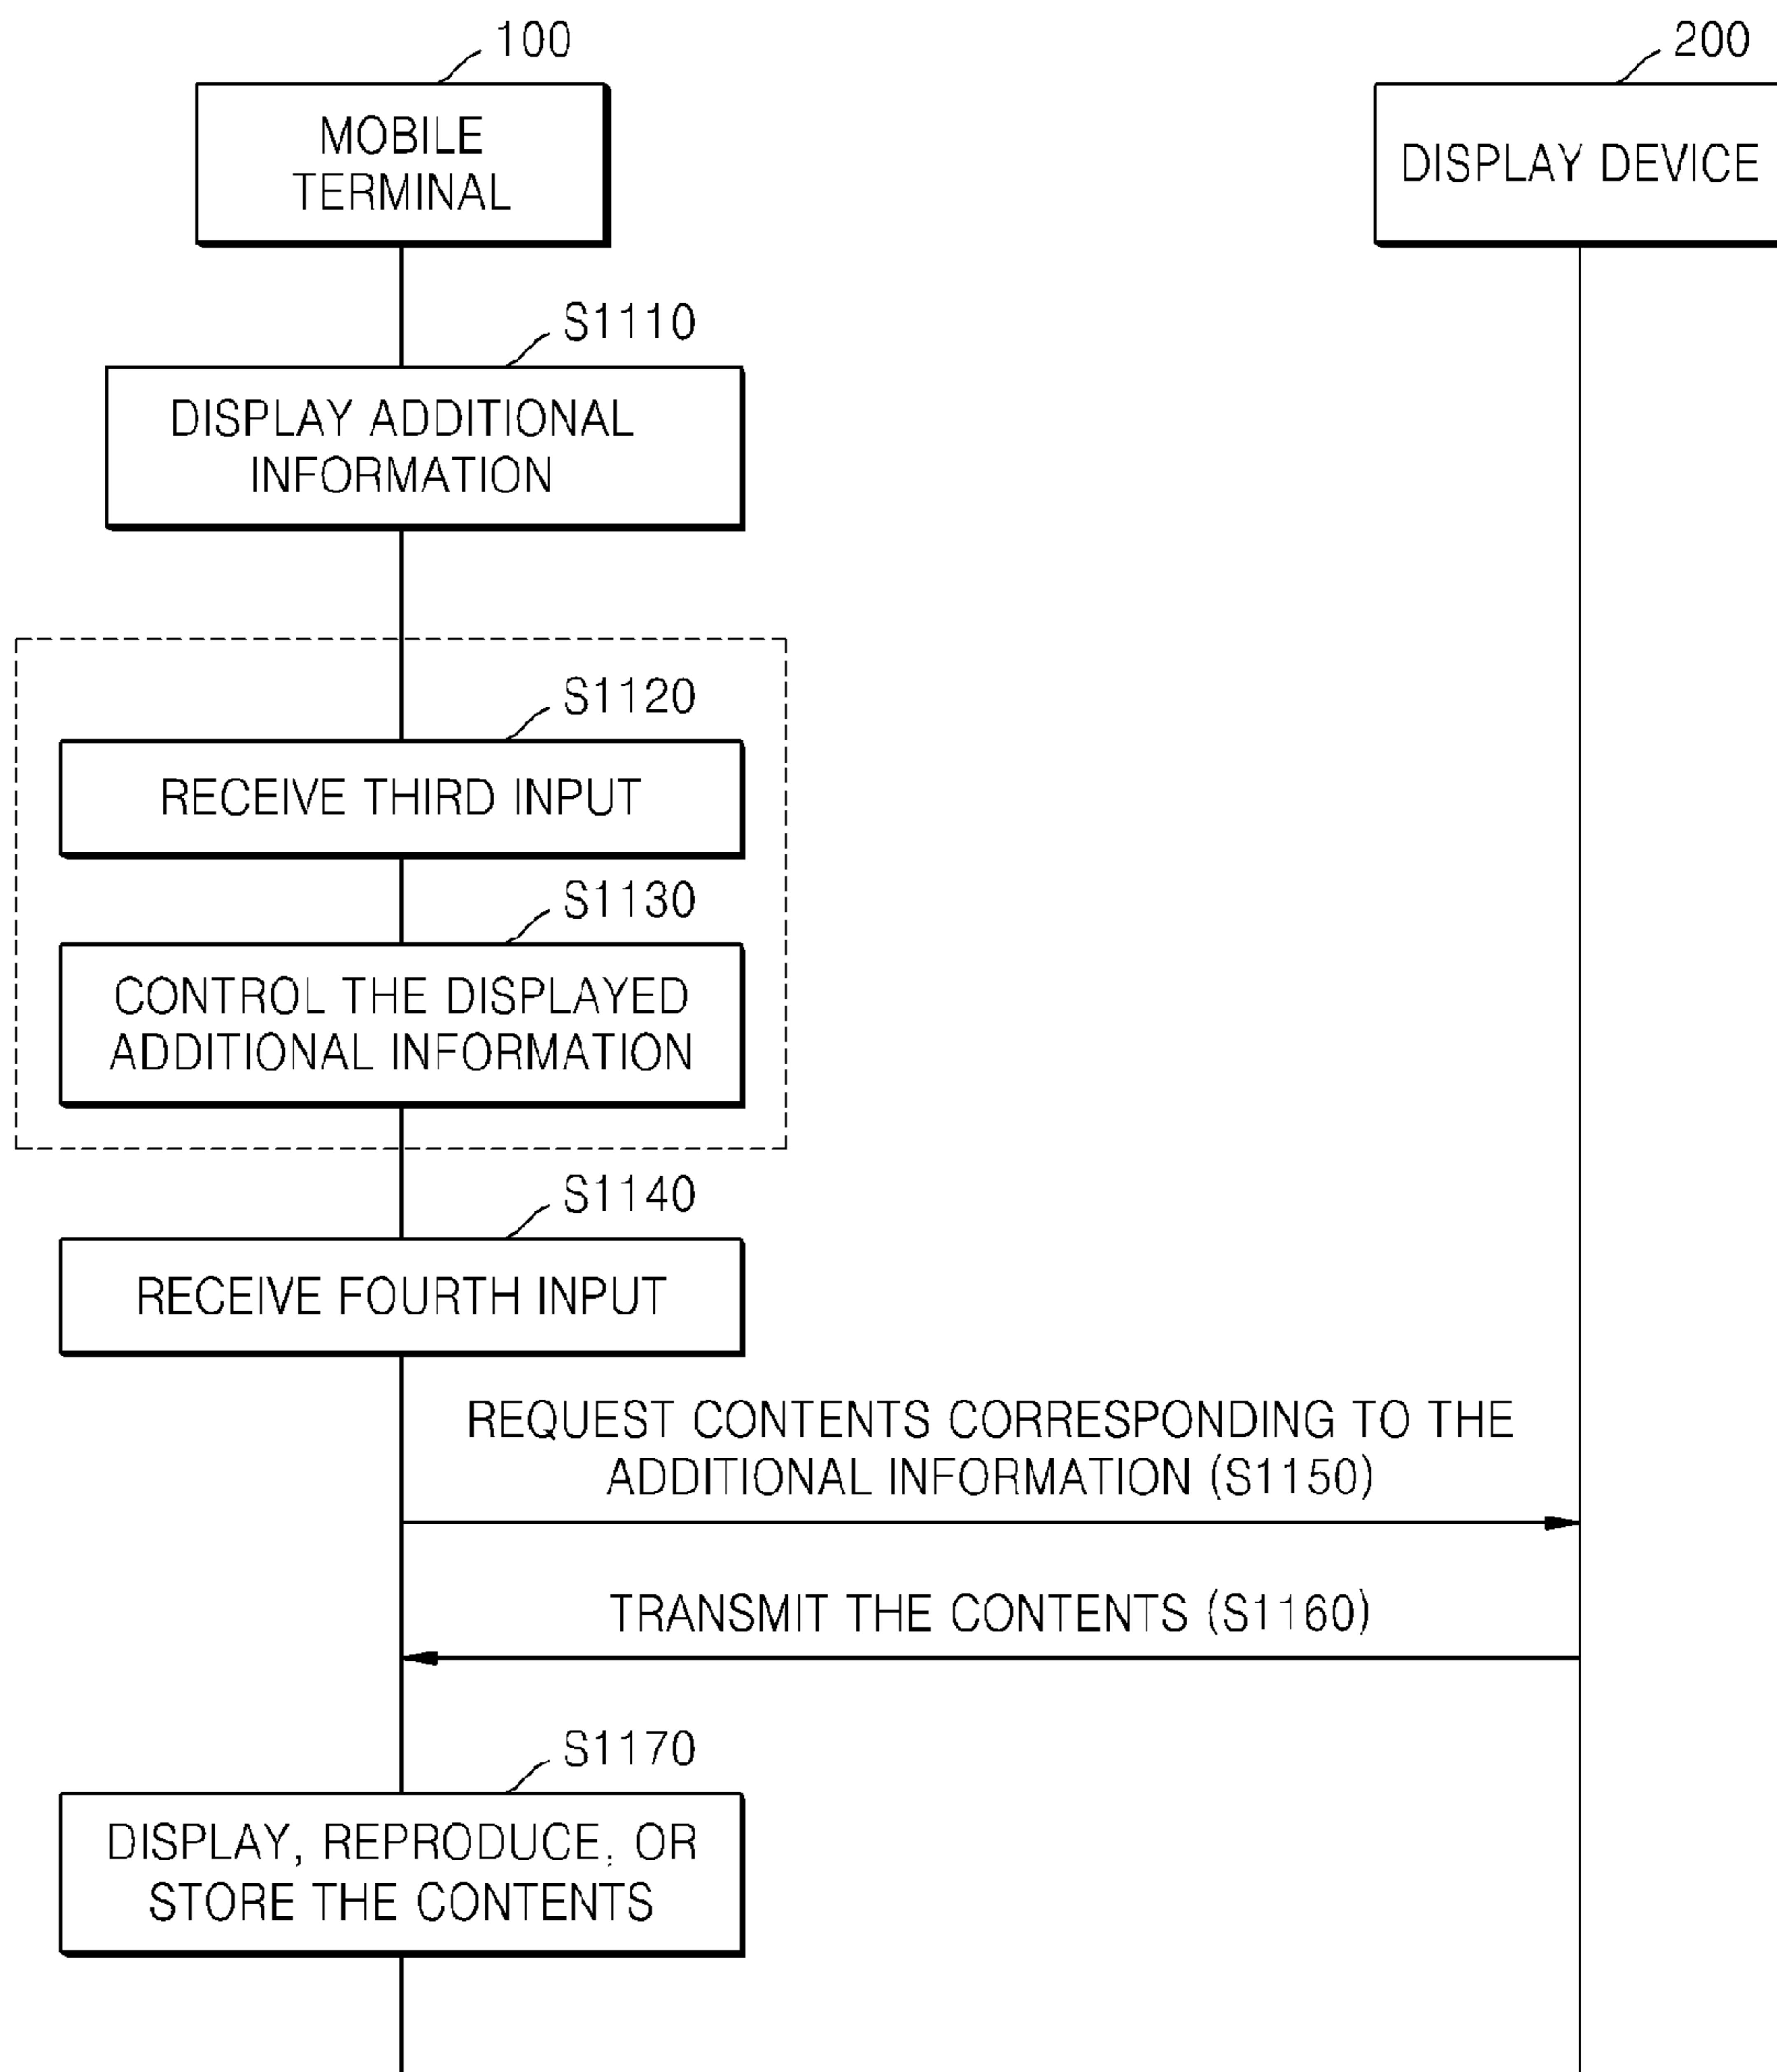 100
MOBILE
TERMINAL
200
DISPLAY DEVICE
S1110
DISPLAY ADDITIONAL
INFORMATION
S1120
RECEIVE THIRD INPUT
S1130
CONTROL THE DISPLAYED
ADDITIONAL INFORMATION
S1140
RECEIVE FOURTH INPUT
REQUEST CONTENTS CORRESPONDING TO THE
ADDITIONAL INFORMATION (S1150)
TRANSMIT THE CONTENTS (S1160)
S1170
DISPLAY, REPRODUCE, OR
STORE THE CONTENTS